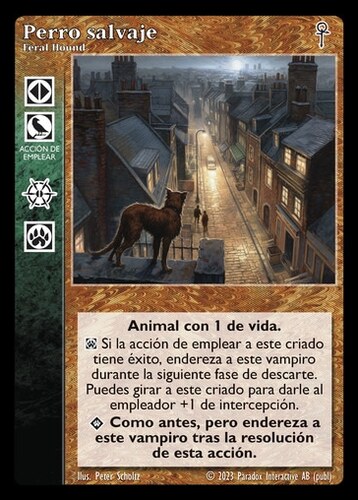 Perro salvaje
Feral Hound
ACCIÓN DE
EMPLEAR
Animal con 1 de vida.
Si la acción de emplear a este criado
tiene éxito, endereza a este vampiro
durante la siguiente fase de descarte.
Puedes girar a este criado para darle al
empleador +1 de intercepción.
Como antes, pero endereza a
este vampiro tras la resolución
de esta acción.
Ilus. Peter Scholtz
© 2023 Paradox Interactive AB (publ)